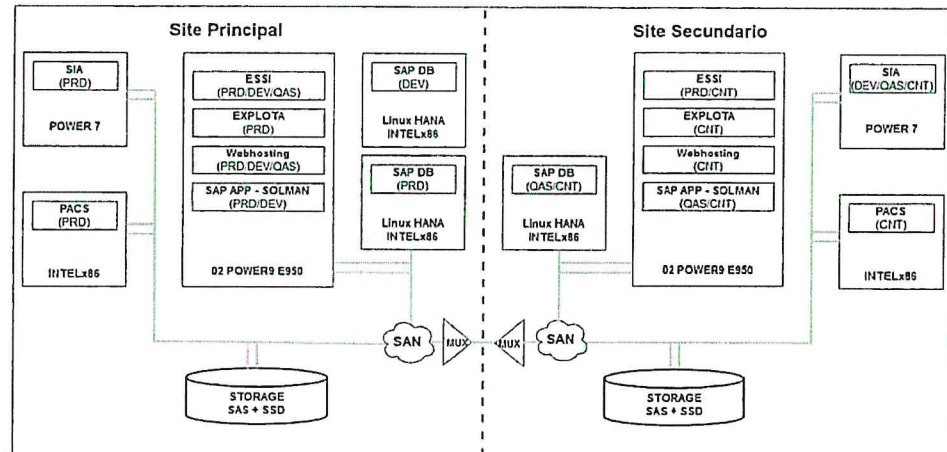 Site Principal
SIA
(PRD)
POWER 7
PACS
(PRD)
INTELx86
ESSI
(PRD/DEV/QAS)
EXPLOTA
(PRD)
Webhosting
(PRD/DEV/QAS)
SAP APP - SOLMAN
(PRD/DEV)
02 POWER9 E950
SAP DB
(DEV)
Linux HANA
INTELx86
SAP DB
(PRD)
Linux HANA
INTELx86
SAN
MUX
STORAGE
SAS + SSD
Site Secundario
SAP DB
(QAS/CNT)
Linux HANA
INTELx86
ESSI
(PRD/CNT)
EXPLOTA
(CNT)
Webhosting
(CNT)
SAP APP - SOLMAN
(QAS/CNT)
02 POWER9 E950
SIA
(DEV/QAS/CNT)
POWER 7
PACS
(CNT)
INTELx86
MUX
SAN
STORAGE
SAS + SSD